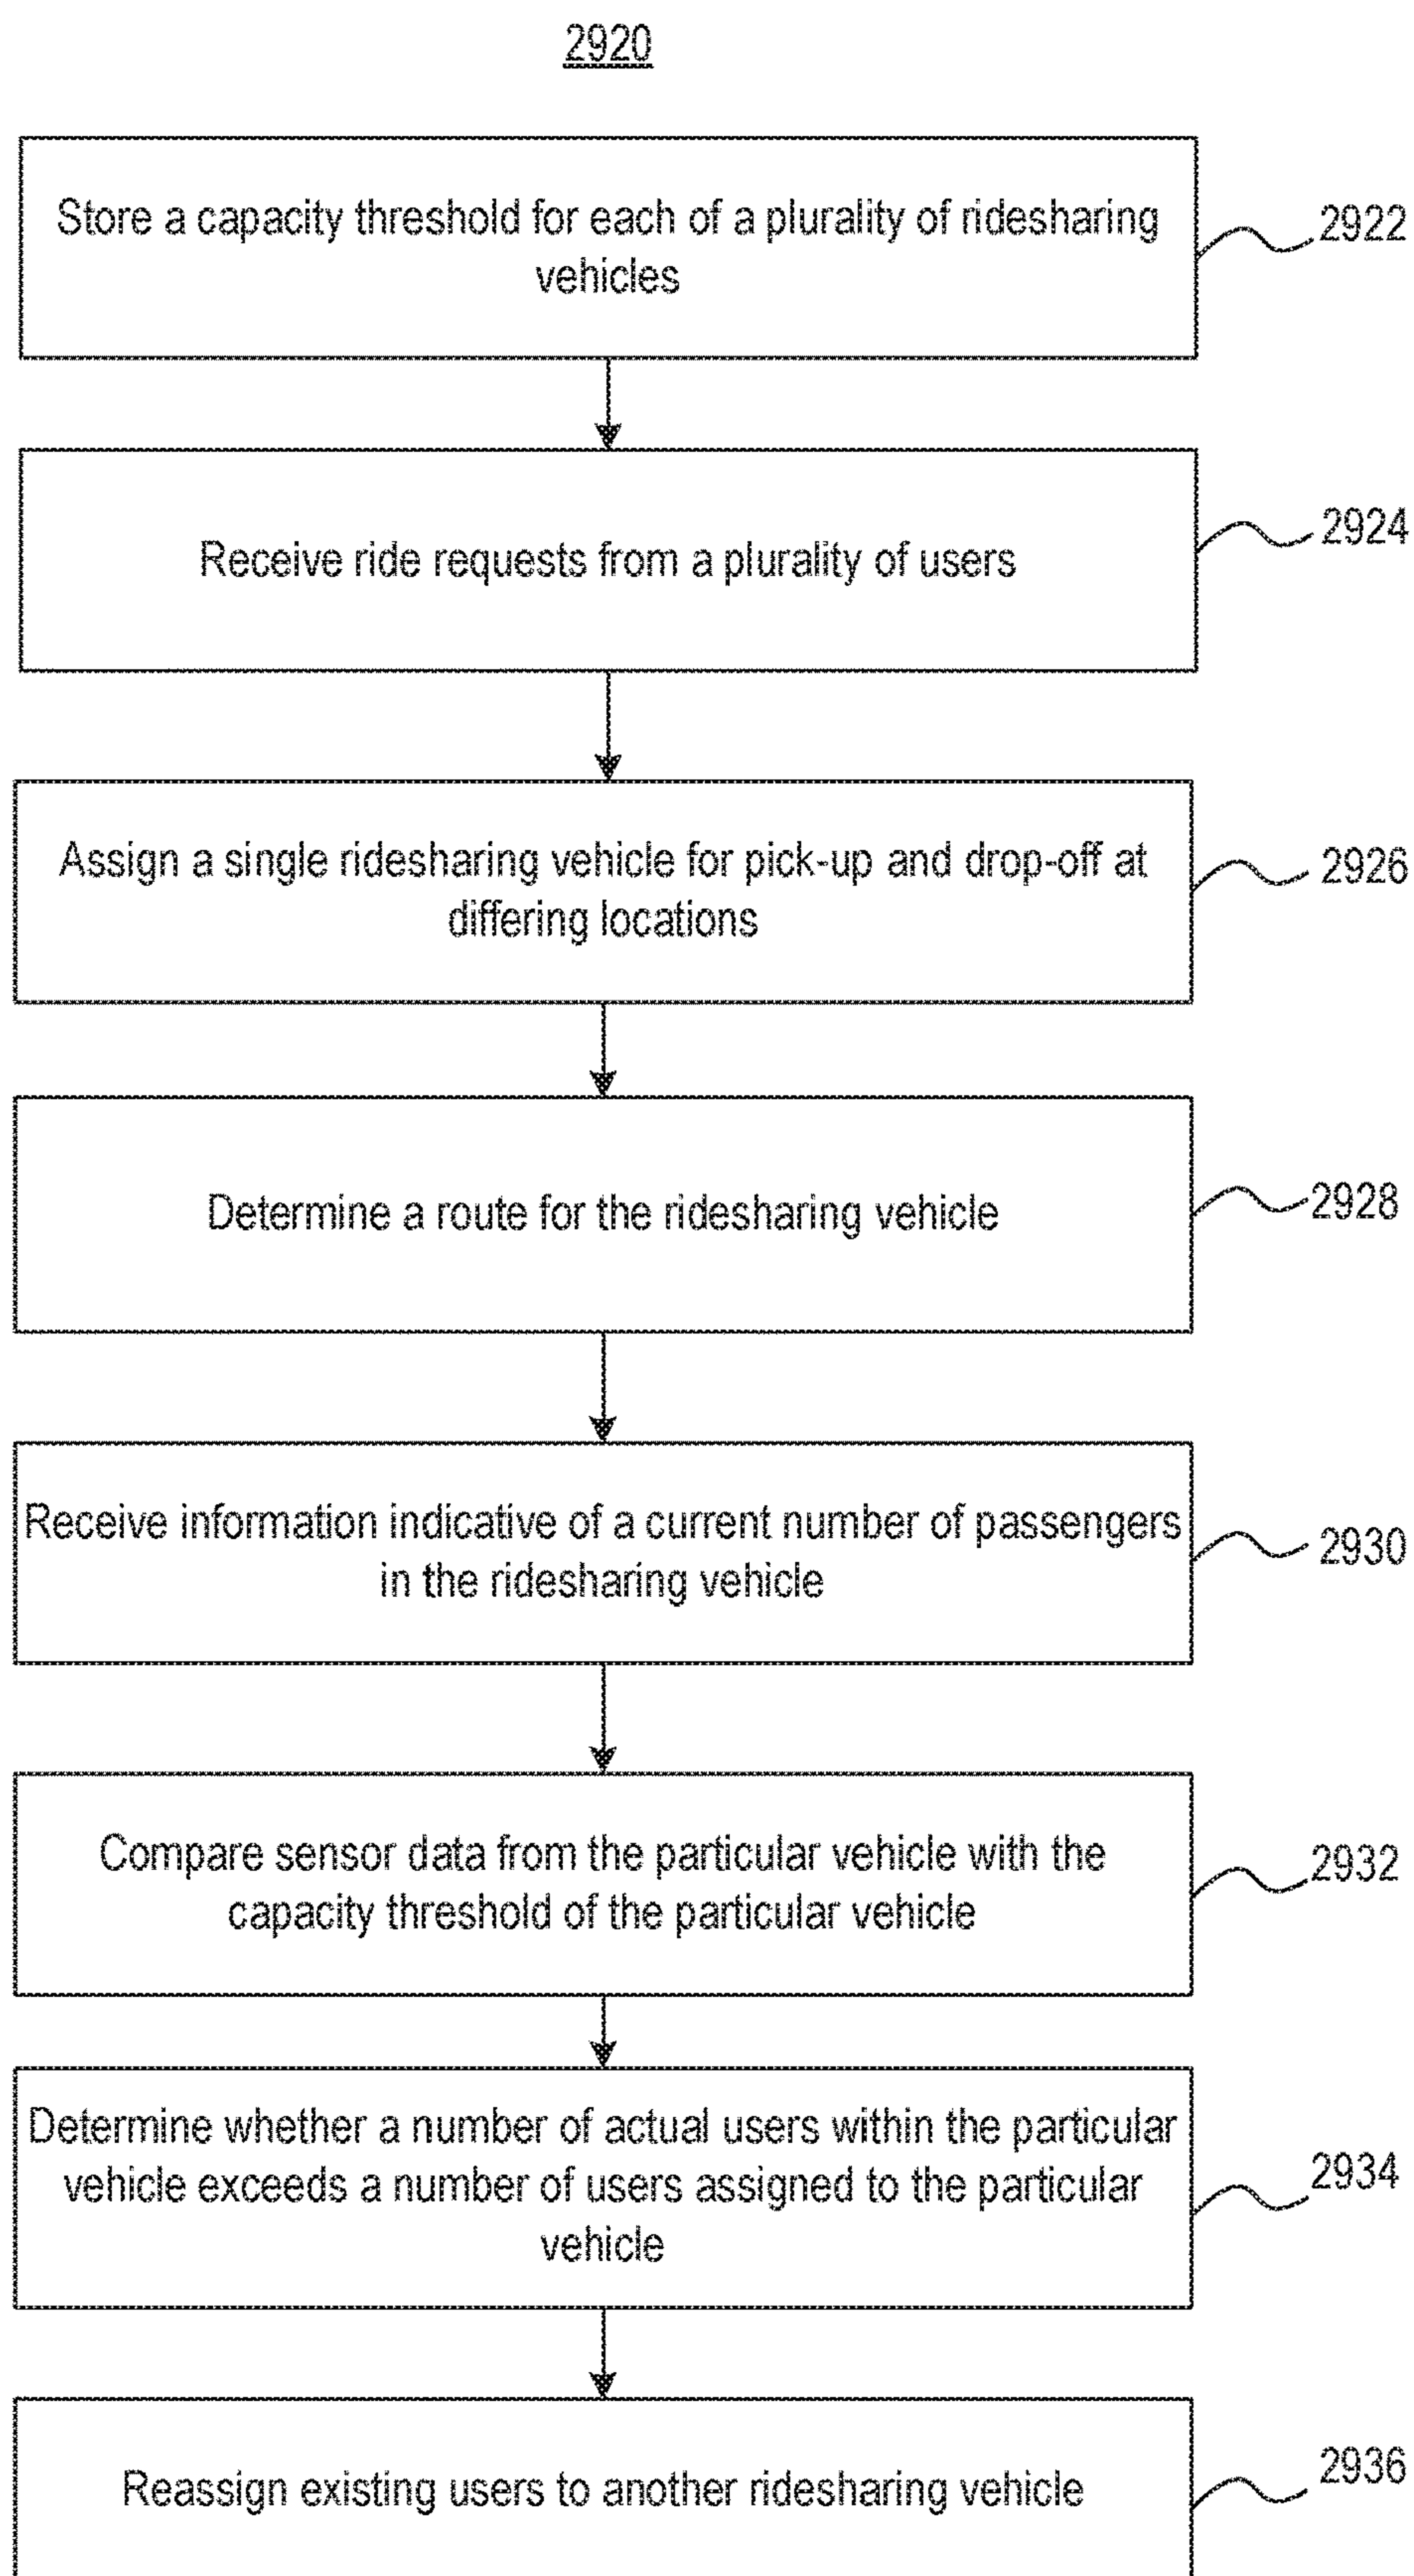 2920
Store a capacity threshold for each of a plurality of ridesharing
vehicles
2922
Receive ride requests from a plurality of users
2924
Assign a single ridesharing vehicle for pick-up and drop-off at
differing locations
2926
Determine a route for the ridesharing vehicle
2928
Receive information indicative of a current number of passengers
in the ridesharing vehicle
2930
Compare sensor data from the particular vehicle with the
capacity threshold of the particular vehicle
2932
Determine whether a number of actual users within the particular
vehicle exceeds a number of users assigned to the particular
vehicle
2934
Reassign existing users to another ridesharing vehicle
2936